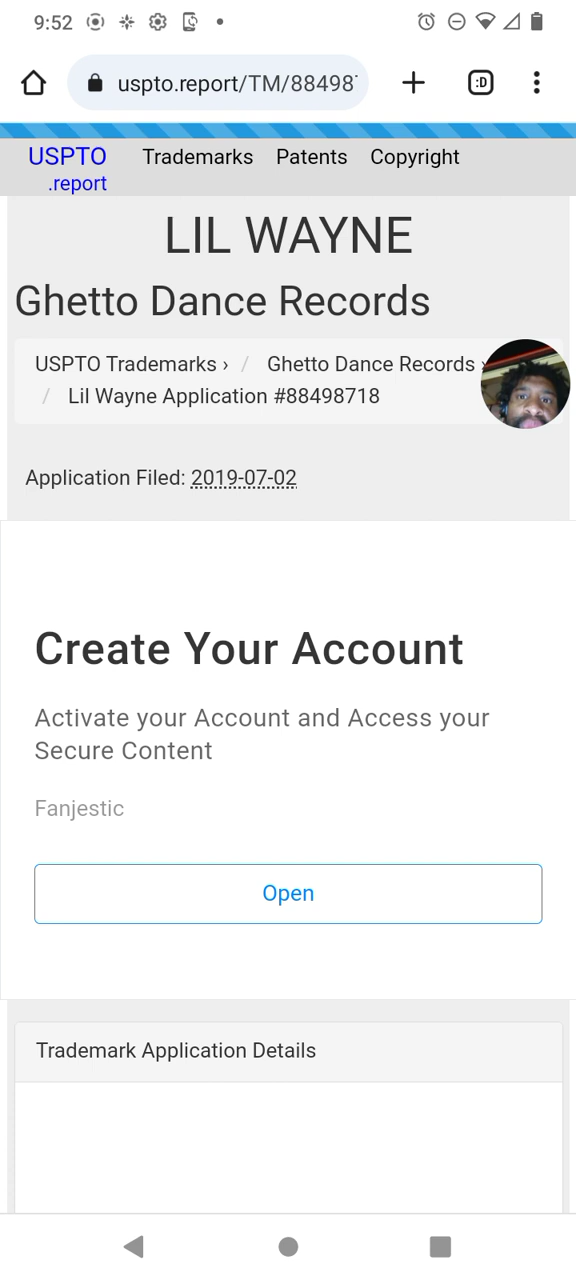 9:52
:D
uspto.report/TM/88498
USPTO
.report
Trademarks Patents Copyright
LIL WAYNE
Ghetto Dance Records
USPTO Trademarks › / Ghetto Dance Records ›
/ Lil Wayne Application #88498718
Application Filed: 2019-07-02
Create Your Account
Activate your Account and Access your
Secure Content
Fanjestic
Open
Trademark Application Details